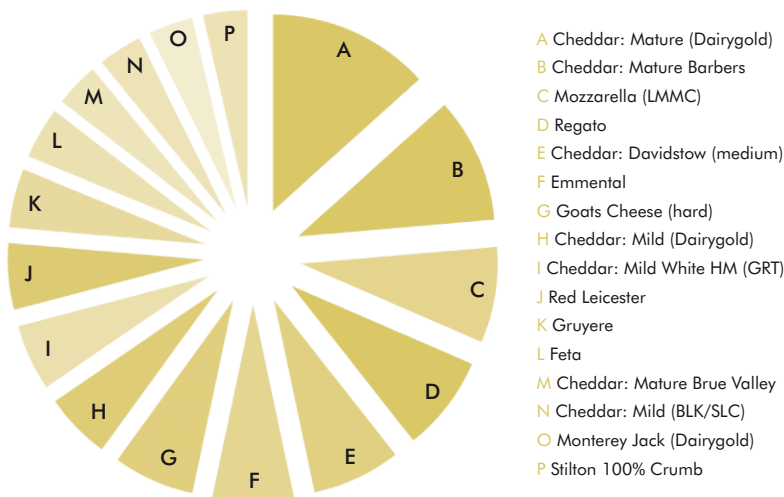 A
B
C
D
E
F
G
H
I
J
K
L
M
N
O
P
A Cheddar: Mature (Dairygold)
B Cheddar: Mature Barbers
C Mozzarella (LMMC)
D Regato
E Cheddar: Davidstow (medium)
F Emmental
G Goats Cheese (hard)
H Cheddar: Mild (Dairygold)
I Cheddar: Mild White HM (GRT)
J Red Leicester
K Gruyere
L Feta
M Cheddar: Mature Brue Valley
N Cheddar: Mild (BLK/SLC)
O Monterey Jack (Dairygold)
P Stilton 100% Crumb